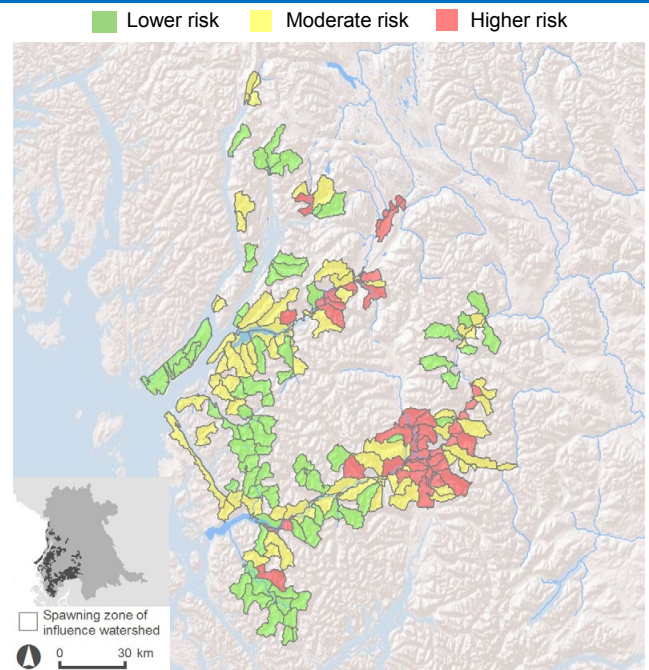 Lower risk Moderate risk Higher risk
Spawning zone of
influence watershed
0 30 km